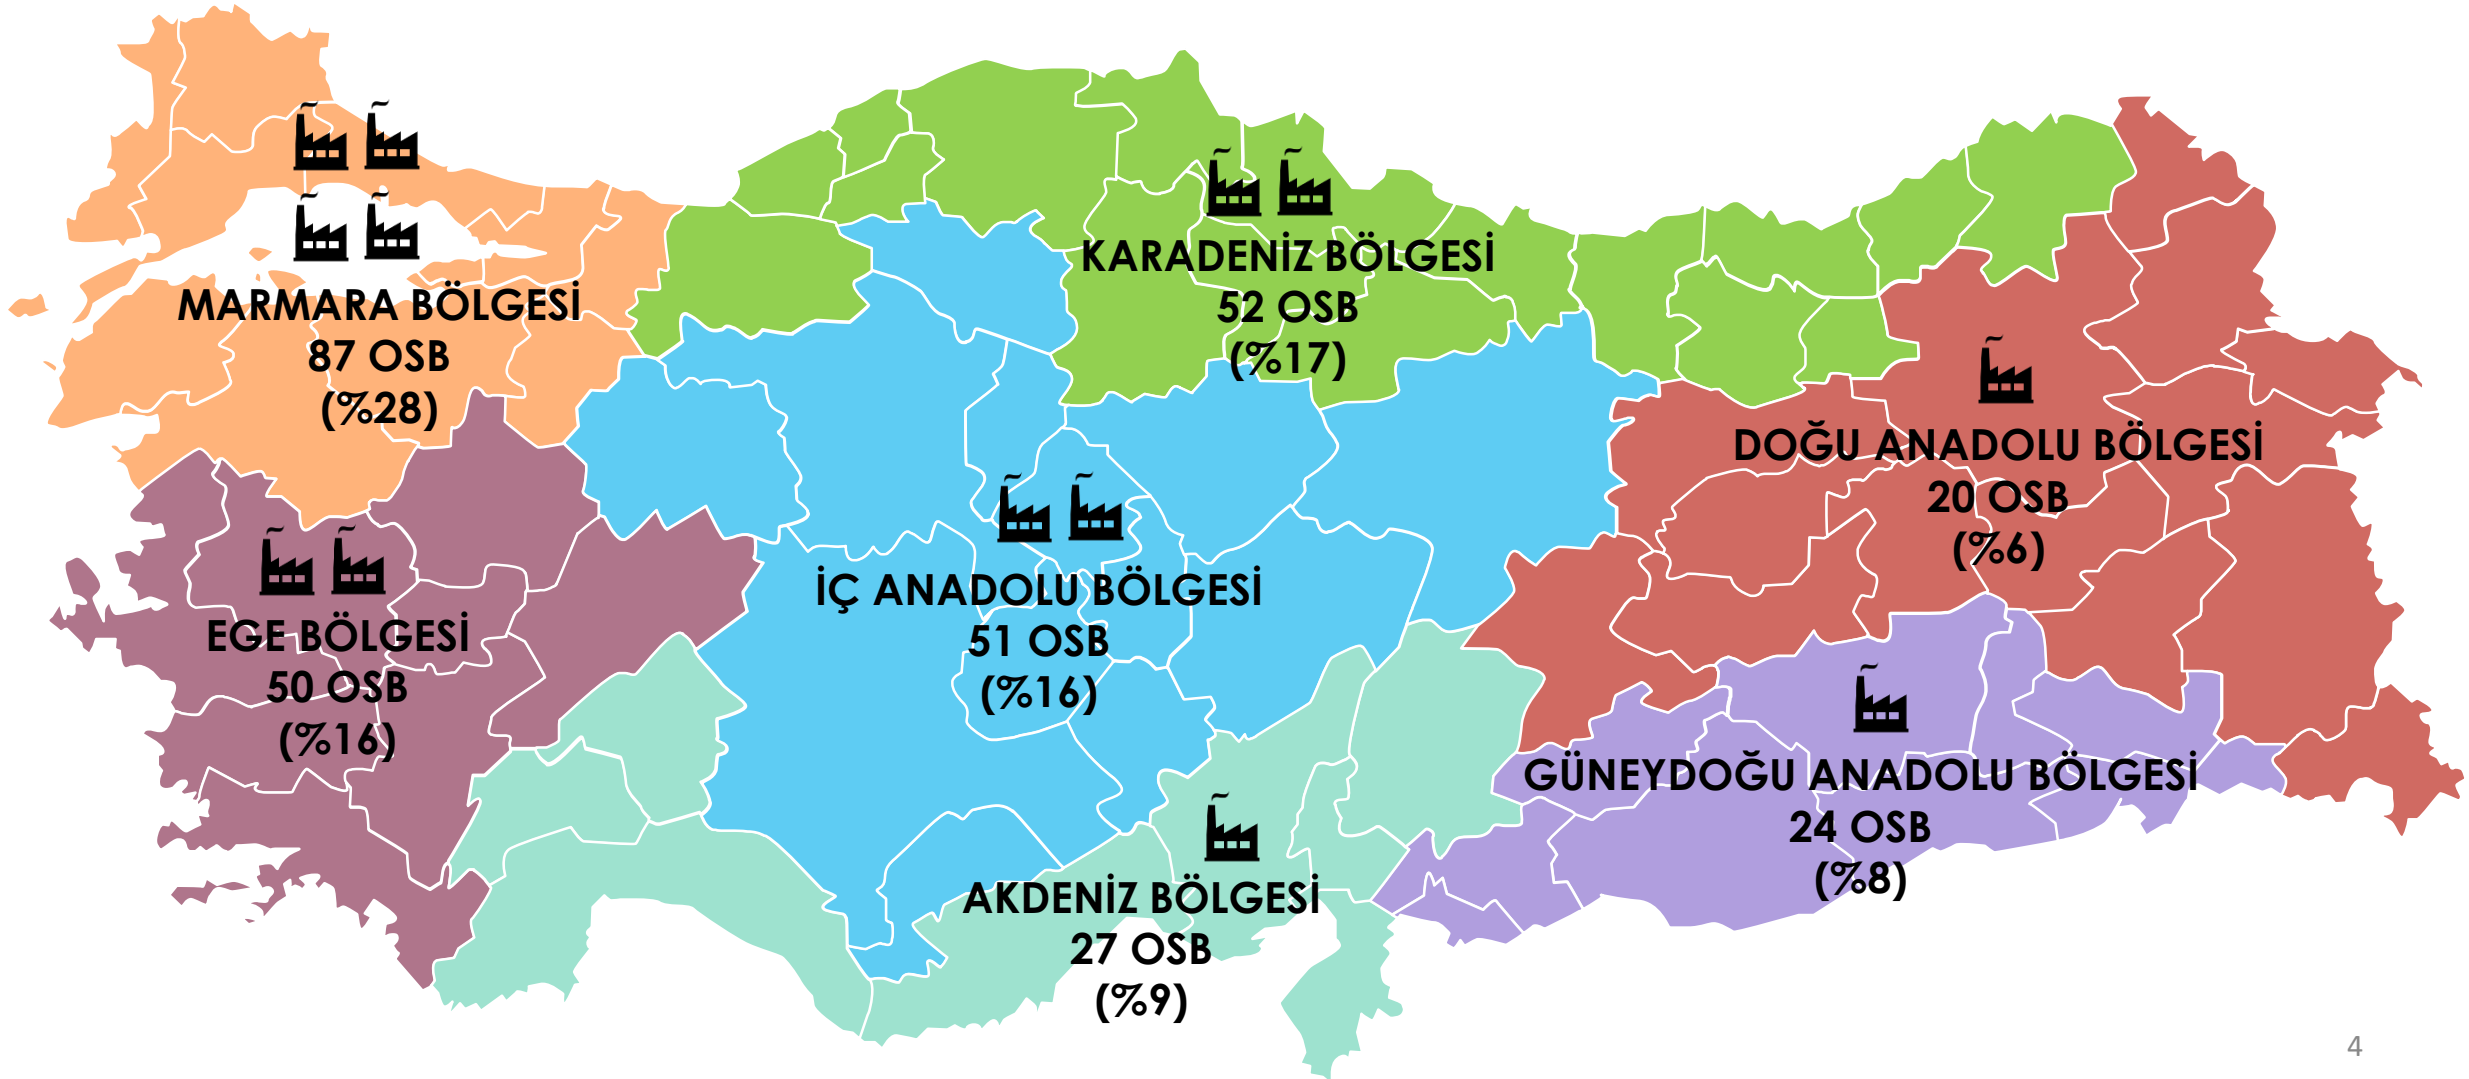 MARMARA BÖLGESİ
87 OSB
(%28)
KARADENİZ BÖLGESİ
52 OSB
(%17)
DOĞU ANADOLU BÖLGESİ
20 OSB
(%6)
İÇ ANADOLU BÖLGESİ
51 OSB
(%16)
EGE BÖLGESİ
50 OSB
(%16)
GÜNEYDOĞU ANADOLU BÖLGESİ
24 OSB
(%8)
AKDENİZ BÖLGESİ
27 OSB
(%9)
4